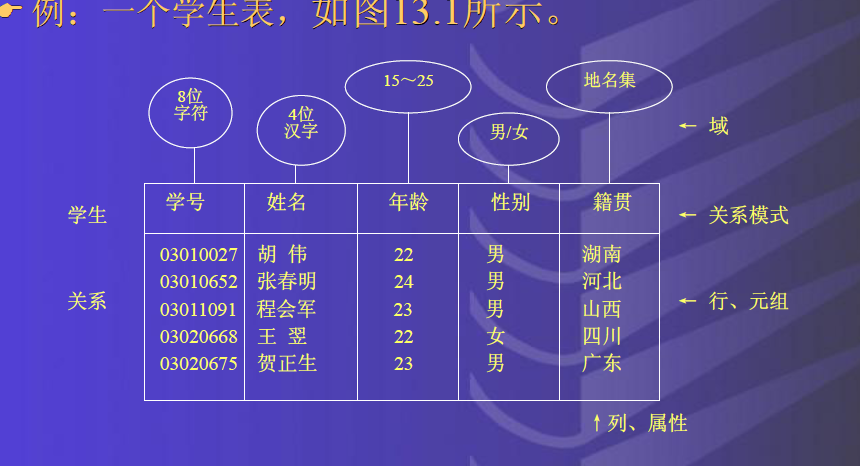 例：一个学生表，如图13.1所示。
8位
字符
4位
汉字
15～25
男/女
地名集
← 域
学生
学号 姓名 年龄 性别 籍贯
← 关系模式
关系
03010027 胡 伟 22 男 湖南
03010652 张春明 24 男 河北
03011091 程会军 23 男 山西
03020668 王 翌 22 女 四川
03020675 贺正生 23 男 广东
← 行、元组
↑列、属性